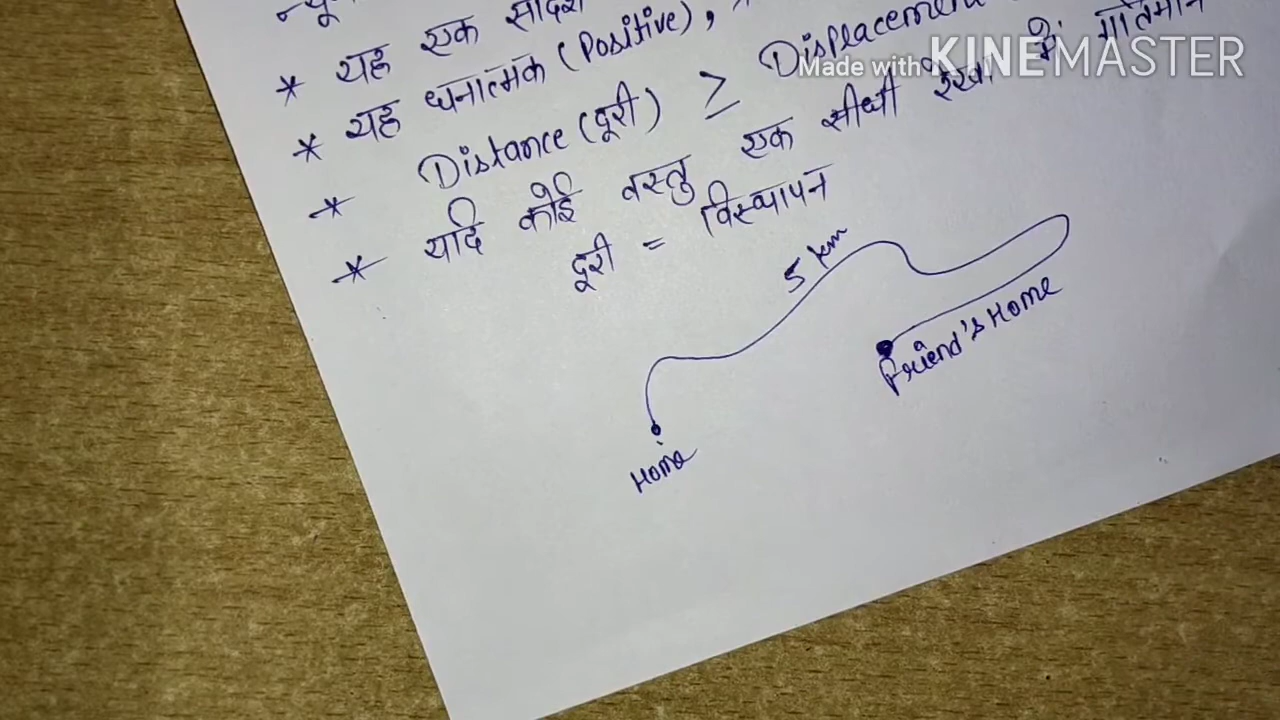 * यह एक सदिश
* यह धनात्मक (Positive),
* Distance (दूरी) ≥ Displacement
* यदि कोई वस्तु एक सीधी रेखा में गतिमान
दूरी = विस्थापन
5 km
Friend's Home
Home
Made with KINEMASTER